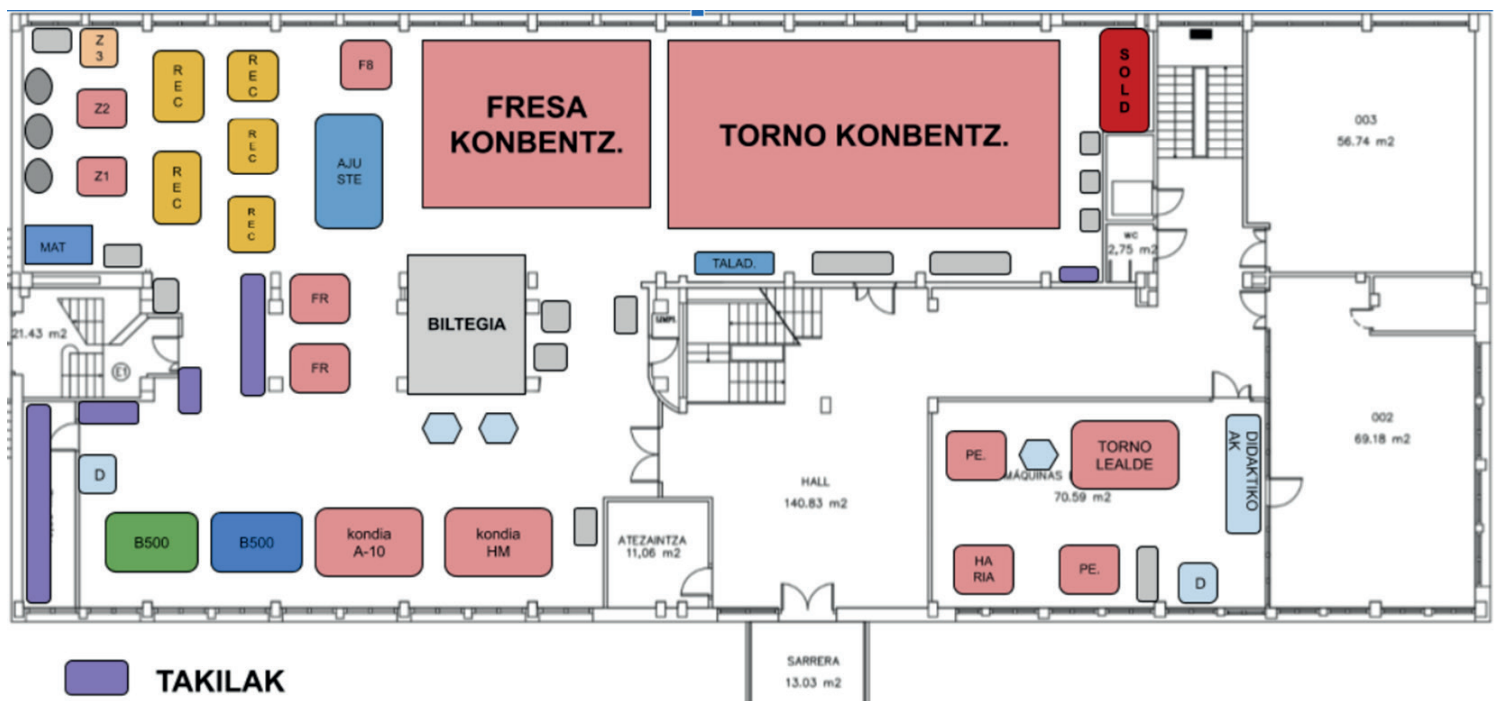 Z
3
R
E
C
R
E
C
F8
FRESA
KONBENTZ.
TORNO KONBENTZ.
S
O
L
D
003
56.74 m2
Z2
Z1
R
E
C
R
E
C
R
E
C
AJU
STE
MAT
TALAD.
WC
2,75 m2
FR
FR
BILTEGIA
21.43 m2
E1
D
B500
B500
kondia
A-10
kondia
HM
ATEZAINTZA
11,06 m2
HALL
140.83 m2
PE.
TORNO
LEALDE
MÁQUINAS
70.59 m2
DIDAKTIKO
AK
HA
RIA
PE.
D
002
69.18 m2
SARRERA
13.03 m2
TAKILAK